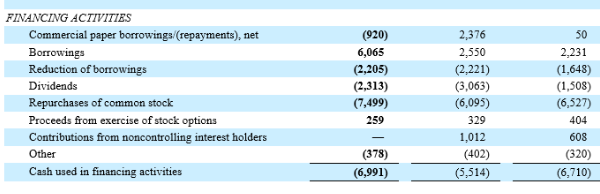 FINANCING ACTIVITIES
Commercial paper borrowings/(repayments), net (920) 2,376 50
Borrowings 6,065 2,550 2,231
Reduction of borrowings (2,205) (2,221) (1,648)
Dividends (2,313) (3,063) (1,508)
Repurchases of common stock (7,499) (6,095) (6,527)
Proceeds from exercise of stock options 259 329 404
Contributions from noncontrolling interest holders — 1,012 608
Other (378) (402) (320)
Cash used in financing activities (6,991) (5,514) (6,710)